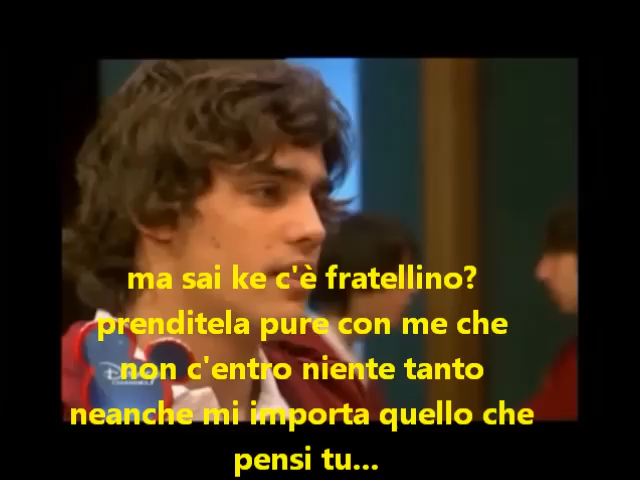 ma sai ke c'è fratellino?
prenditela pure con me che
non c'entro niente tanto
neanche mi importa quello che
pensi tu...